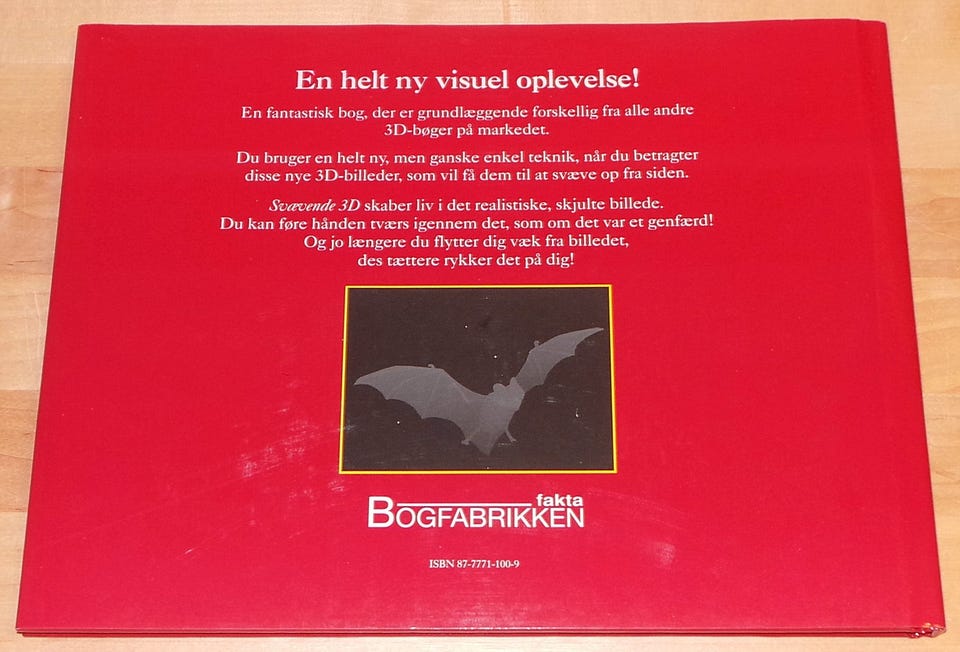 En helt ny visuel oplevelse!
En fantastisk bog, der er grundlæggende forskellig fra alle andre
3D-bøger på markedet.
Du bruger en helt ny, men ganske enkel teknik, når du betragter
disse nye 3D-billeder, som vil få dem til at svæve op fra siden.
Svævende 3D skaber liv i det realistiske, skjulte billede.
Du kan føre hånden tværs igennem det, som om det var et genfærd!
Og jo længere du flytter dig væk fra billedet,
des tættere rykker det på dig!
fakta
BOGFABRIKKEN
ISBN 87-7771-100-9